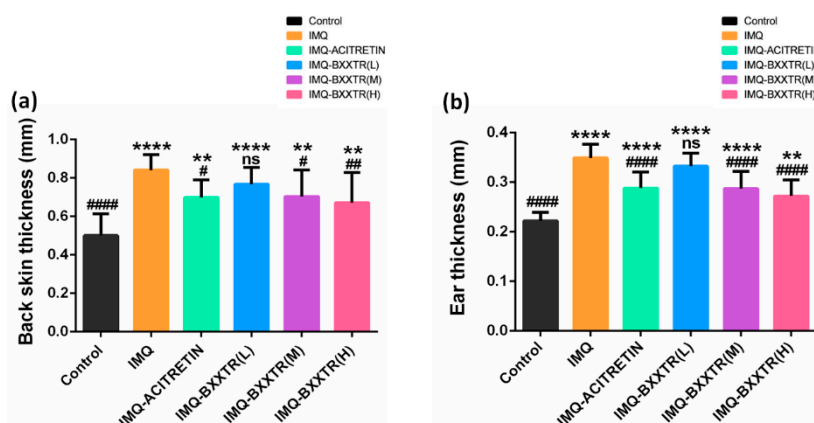 Control
IMQ
IMQ-ACITRETIN
IMQ-BXXTR(L)
IMQ-BXXTR(M)
IMQ-BXXTR(H)
(a)
Back skin thickness (mm)
1.0
0.8
0.6
0.4
0.2
0.0
####
****
**
#
****
ns
**
#
**
##
Control
IMQ
IMQ-ACITRETIN
IMQ-BXXTR(L)
IMQ-BXXTR(M)
IMQ-BXXTR(H)
Control
IMQ
IMQ-ACITRETI
IMQ-BXXTR(L)
IMQ-BXXTR(M)
IMQ-BXXTR(H)
(b)
Ear thickness (mm)
0.4
0.3
0.2
0.1
0.0
####
****
****
####
****
ns
****
####
**
####
Control
IMQ
IMQ-ACITRETIN
IMQ-BXXTR(L)
IMQ-BXXTR(M)
IMQ-BXXTR(H)